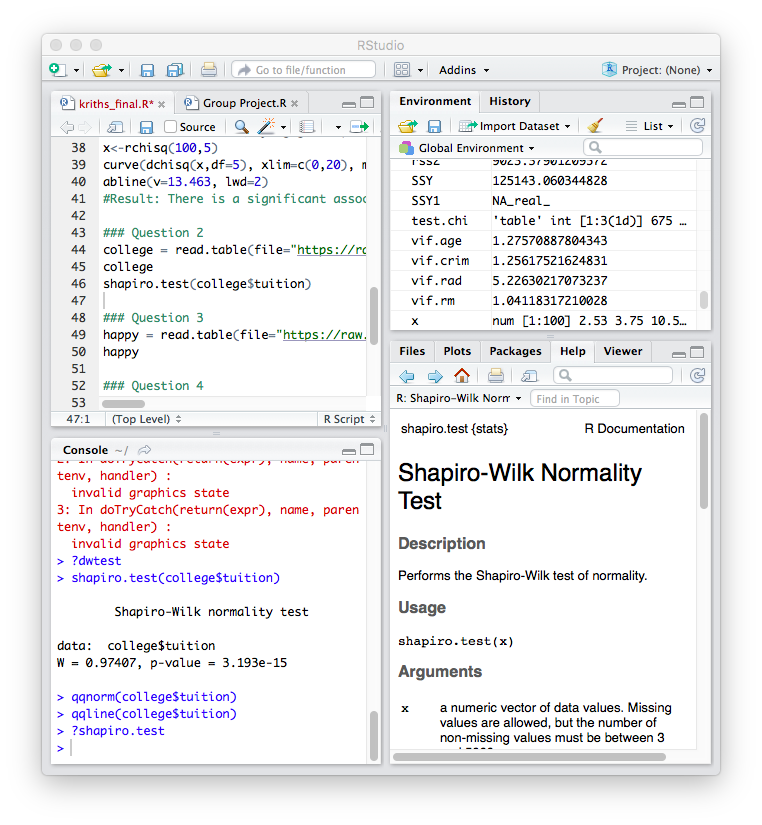 RStudio
Go to file/function
Addins
Project: (None)
kriths_final.R*
Group Project.R
Source
38 x<-rchisq(100,5)
39 curve(dchisq(x,df=5), xlim=c(0,20), m
40 abline(v=13.463, lwd=2)
41 #Result: There is a significant assoc
42
43 ### Question 2
44 college = read.table(file="https://ra
45 college
46 shapiro.test(college$tuition)
47
48 ### Question 3
49 happy = read.table(file="https://raw.
50 happy
51
52 ### Question 4
53
47:1 (Top Level) R Script
Console ~/
2: In doTryCatch(return(expr), name, paren
tenv, handler) :
invalid graphics state
3: In doTryCatch(return(expr), name, paren
tenv, handler) :
invalid graphics state
> ?dwtest
> shapiro.test(college$tuition)
Shapiro-Wilk normality test
data: college$tuition
W = 0.97407, p-value = 3.193e-15
> qqnorm(college$tuition)
> qqline(college$tuition)
> ?shapiro.test
>
Environment History
Import Dataset List
Global Environment
rss2 9023.37901209372
SSY 125143.060344828
SSY1 NA_real_
test.chi 'table' int [1:3(1d)] 675 …
vif.age 1.27570887804343
vif.crim 1.25617521624831
vif.rad 5.22630217073237
vif.rm 1.04118317210028
x num [1:100] 2.53 3.75 10.5…
Files Plots Packages Help Viewer
R: Shapiro-Wilk Norm Find in Topic
shapiro.test {stats} R Documentation
Shapiro-Wilk Normality
Test
Description
Performs the Shapiro-Wilk test of normality.
Usage
shapiro.test(x)
Arguments
x a numeric vector of data values. Missing
values are allowed, but the number of
non-missing values must be between 3
and 5000.